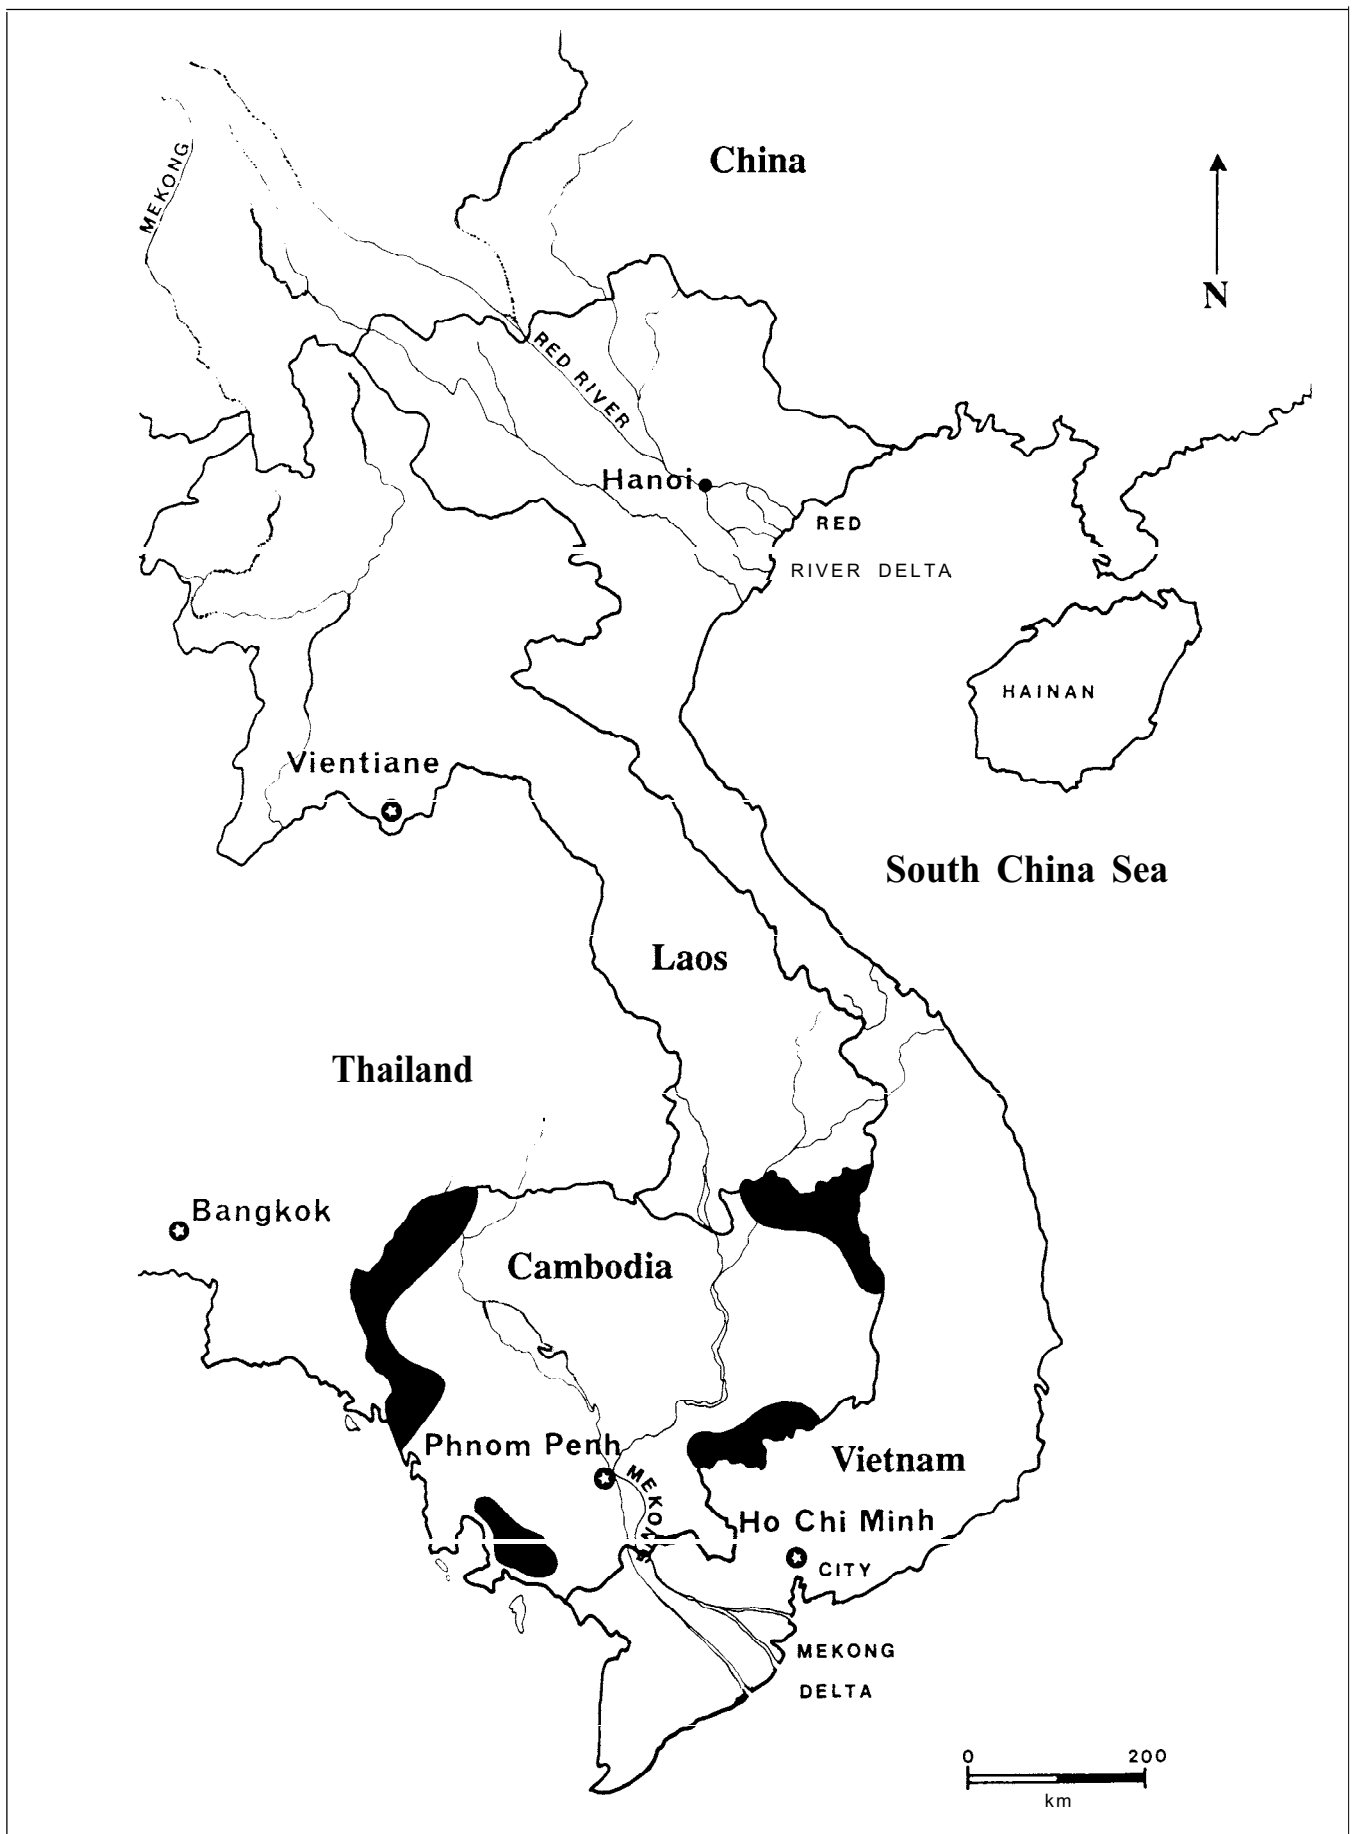 China
MEKONG
N
RED RIVER
Hanoi
RED
RIVER DELTA
HAINAN
Vientiane
South China Sea
Laos
Thailand
Bangkok
Cambodia
Phnom Penh
MEKONG
Vietnam
Ho Chi Minh
CITY
MEKONG
DELTA
0 200
km